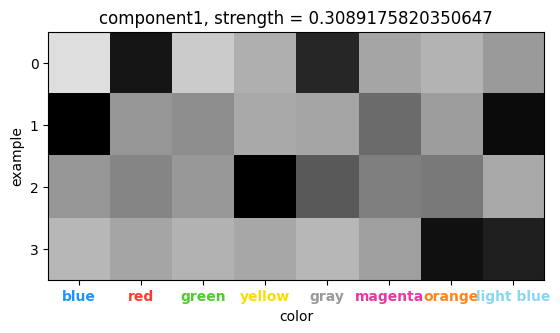 component1, strength = 0.3089175820350647
example
0
1
2
3
blue red green yellow gray magenta orange light blue
color